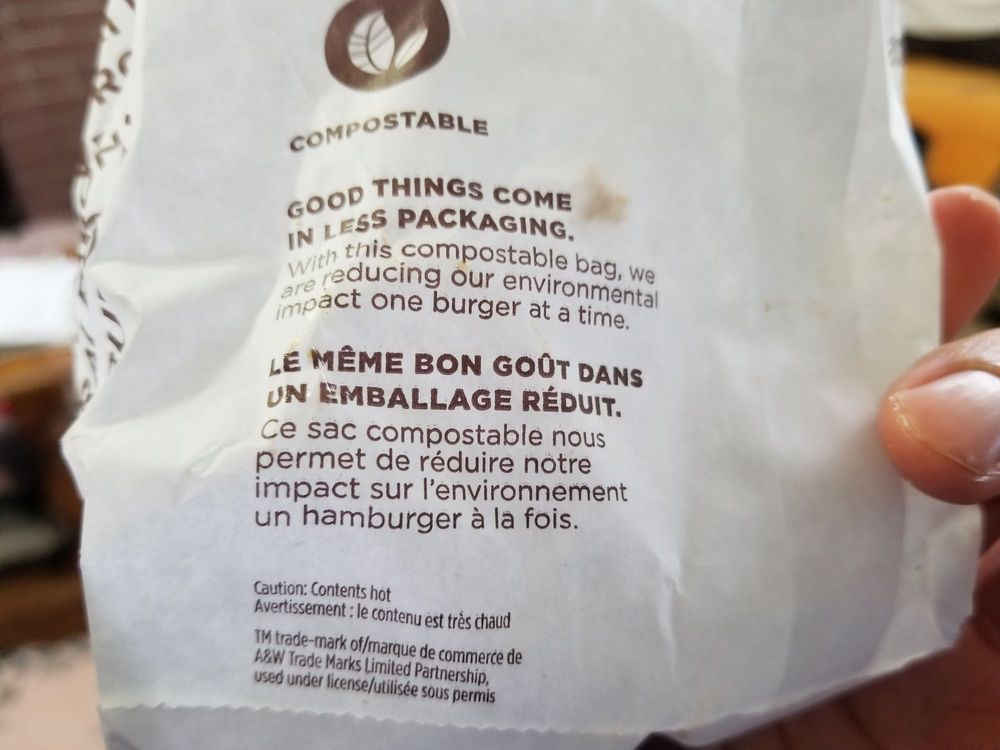 COMPOSTABLE
GOOD THINGS COME
IN LESS PACKAGING.
With this compostable bag, we
are reducing our environmental
impact one burger at a time.
LE MÊME BON GOÛT DANS
UN EMBALLAGE RÉDUIT.
Ce sac compostable nous
permet de réduire notre
impact sur l'environnement
un hamburger à la fois.
Caution: Contents hot
Avertissement : le contenu est très chaud
TM trade-mark of/marque de commerce de
A&W Trade Marks Limited Partnership,
used under license/utilisée sous permis